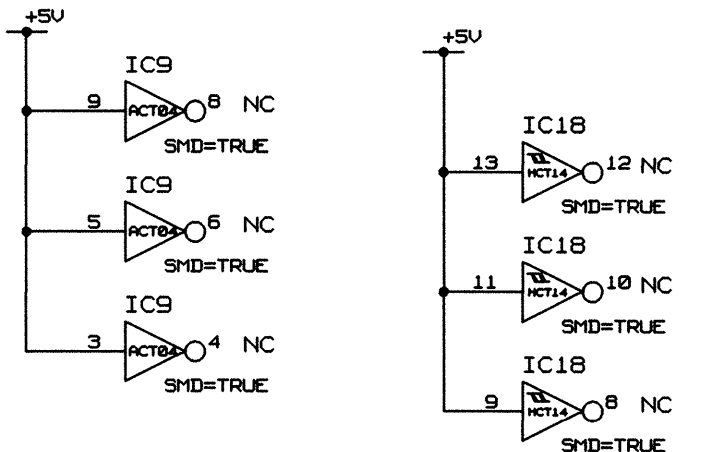 +5V
IC9
9 ACT04 8 NC
SMD=TRUE
IC9
5 ACT04 6 NC
SMD=TRUE
IC9
3 ACT04 4 NC
SMD=TRUE
+5V
IC18
13 HCT14 12 NC
SMD=TRUE
IC18
11 HCT14 10 NC
SMD=TRUE
IC18
9 HCT14 8 NC
SMD=TRUE